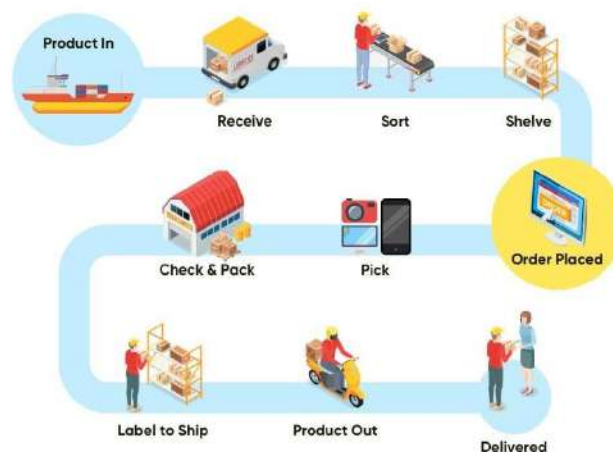 Product In
Receive
Sort
Shelve
Order Placed
Pick
Check & Pack
Label to Ship
Product Out
Delivered